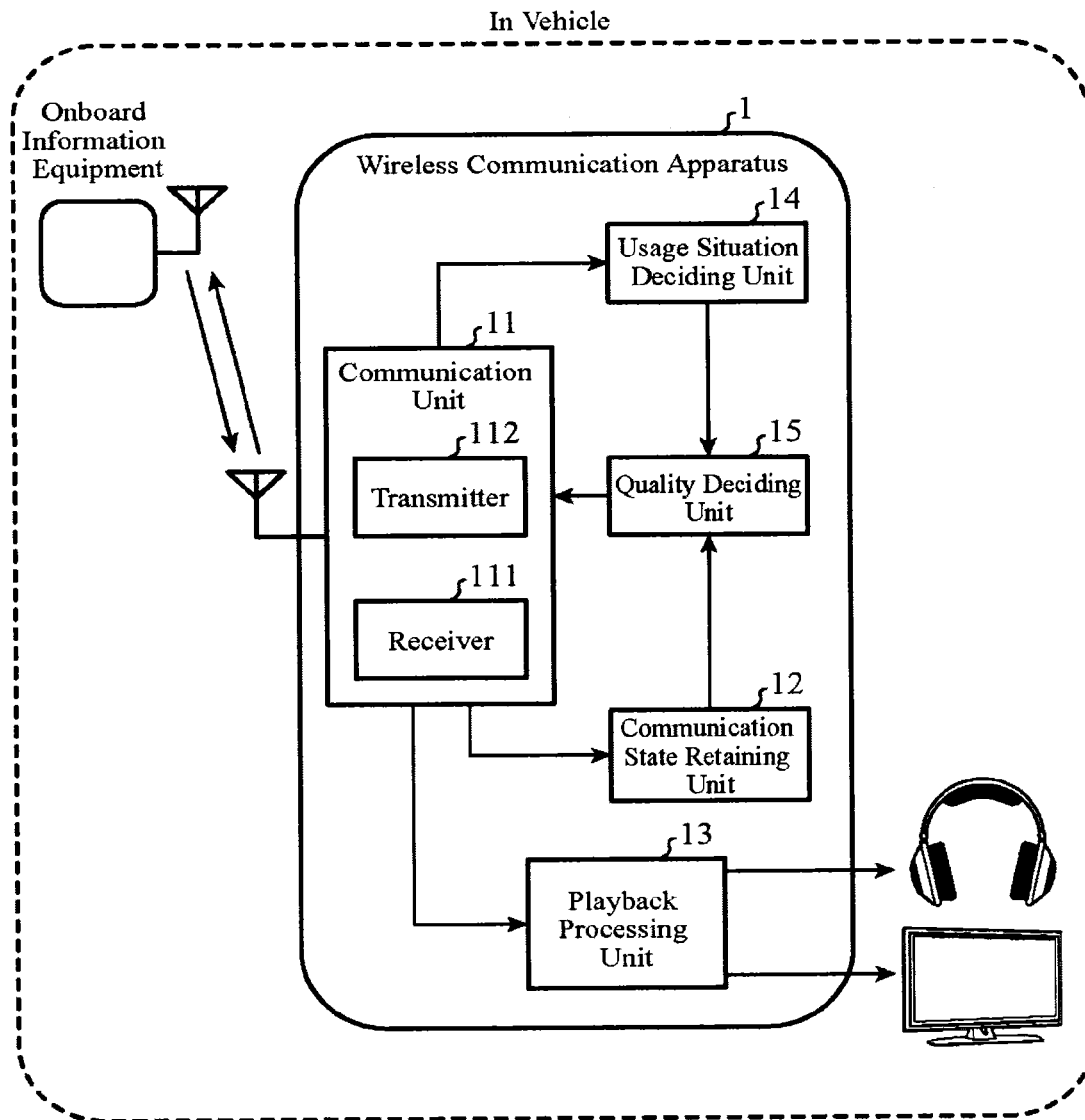 In Vehicle
Onboard
Information
Equipment
1
Wireless Communication Apparatus
14
Usage Situation
Deciding Unit
11
Communication
Unit
112
Transmitter
15
Quality Deciding
Unit
111
Receiver
12
Communication
State Retaining
Unit
13
Playback
Processing
Unit